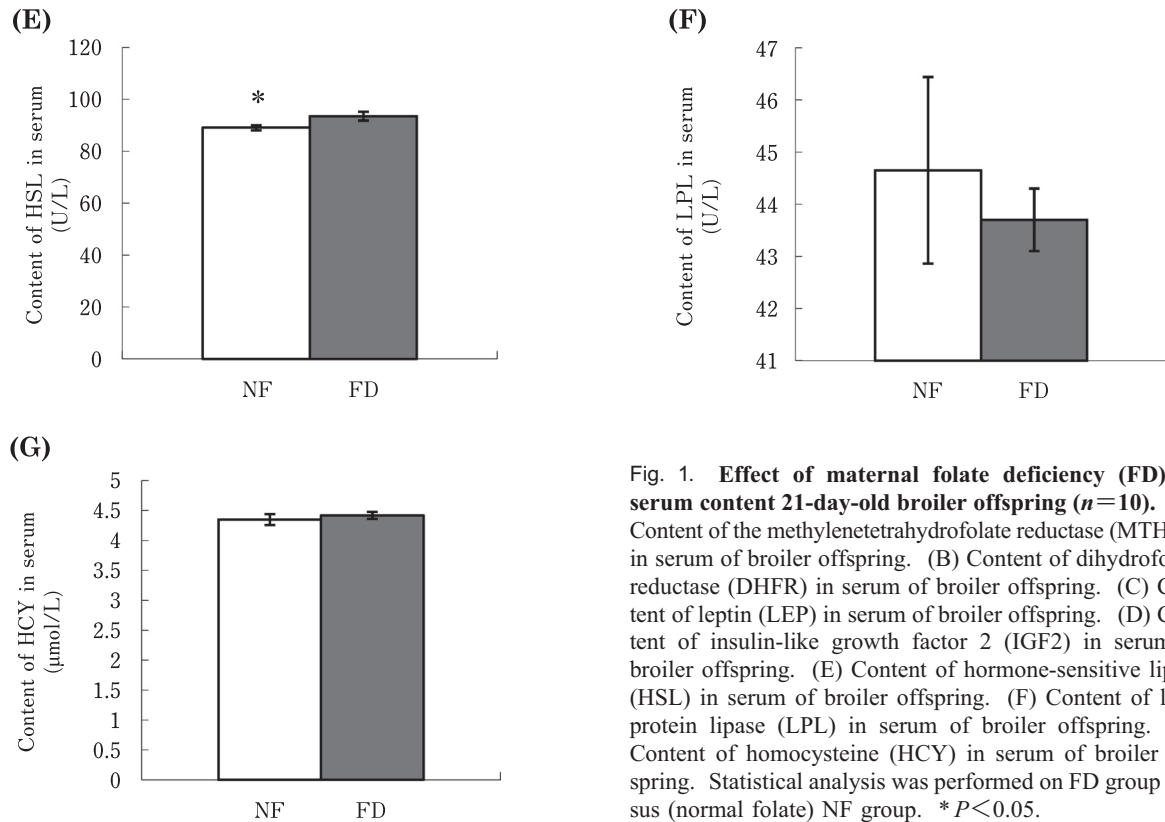 (E)
Content of HSL in serum
(U/L)
120
100
80
60
40
20
0
*
NF FD
(F)
Content of LPL in serum
(U/L)
47
46
45
44
43
42
41
NF FD
(G)
Content of HCY in serum
(μmol/L)
5
4.5
4
3.5
3
2.5
2
1.5
1
0.5
0
NF FD
Fig. 1. Effect of maternal folate deficiency (FD)
serum content 21-day-old broiler offspring (n=10).
Content of the methylenetetrahydrofolate reductase (MTH
in serum of broiler offspring. (B) Content of dihydrofo
reductase (DHFR) in serum of broiler offspring. (C) C
tent of leptin (LEP) in serum of broiler offspring. (D) C
tent of insulin-like growth factor 2 (IGF2) in serum
broiler offspring. (E) Content of hormone-sensitive lip
(HSL) in serum of broiler offspring. (F) Content of l
protein lipase (LPL) in serum of broiler offspring.
Content of homocysteine (HCY) in serum of broiler
spring. Statistical analysis was performed on FD group
sus (normal folate) NF group. *P<0.05.